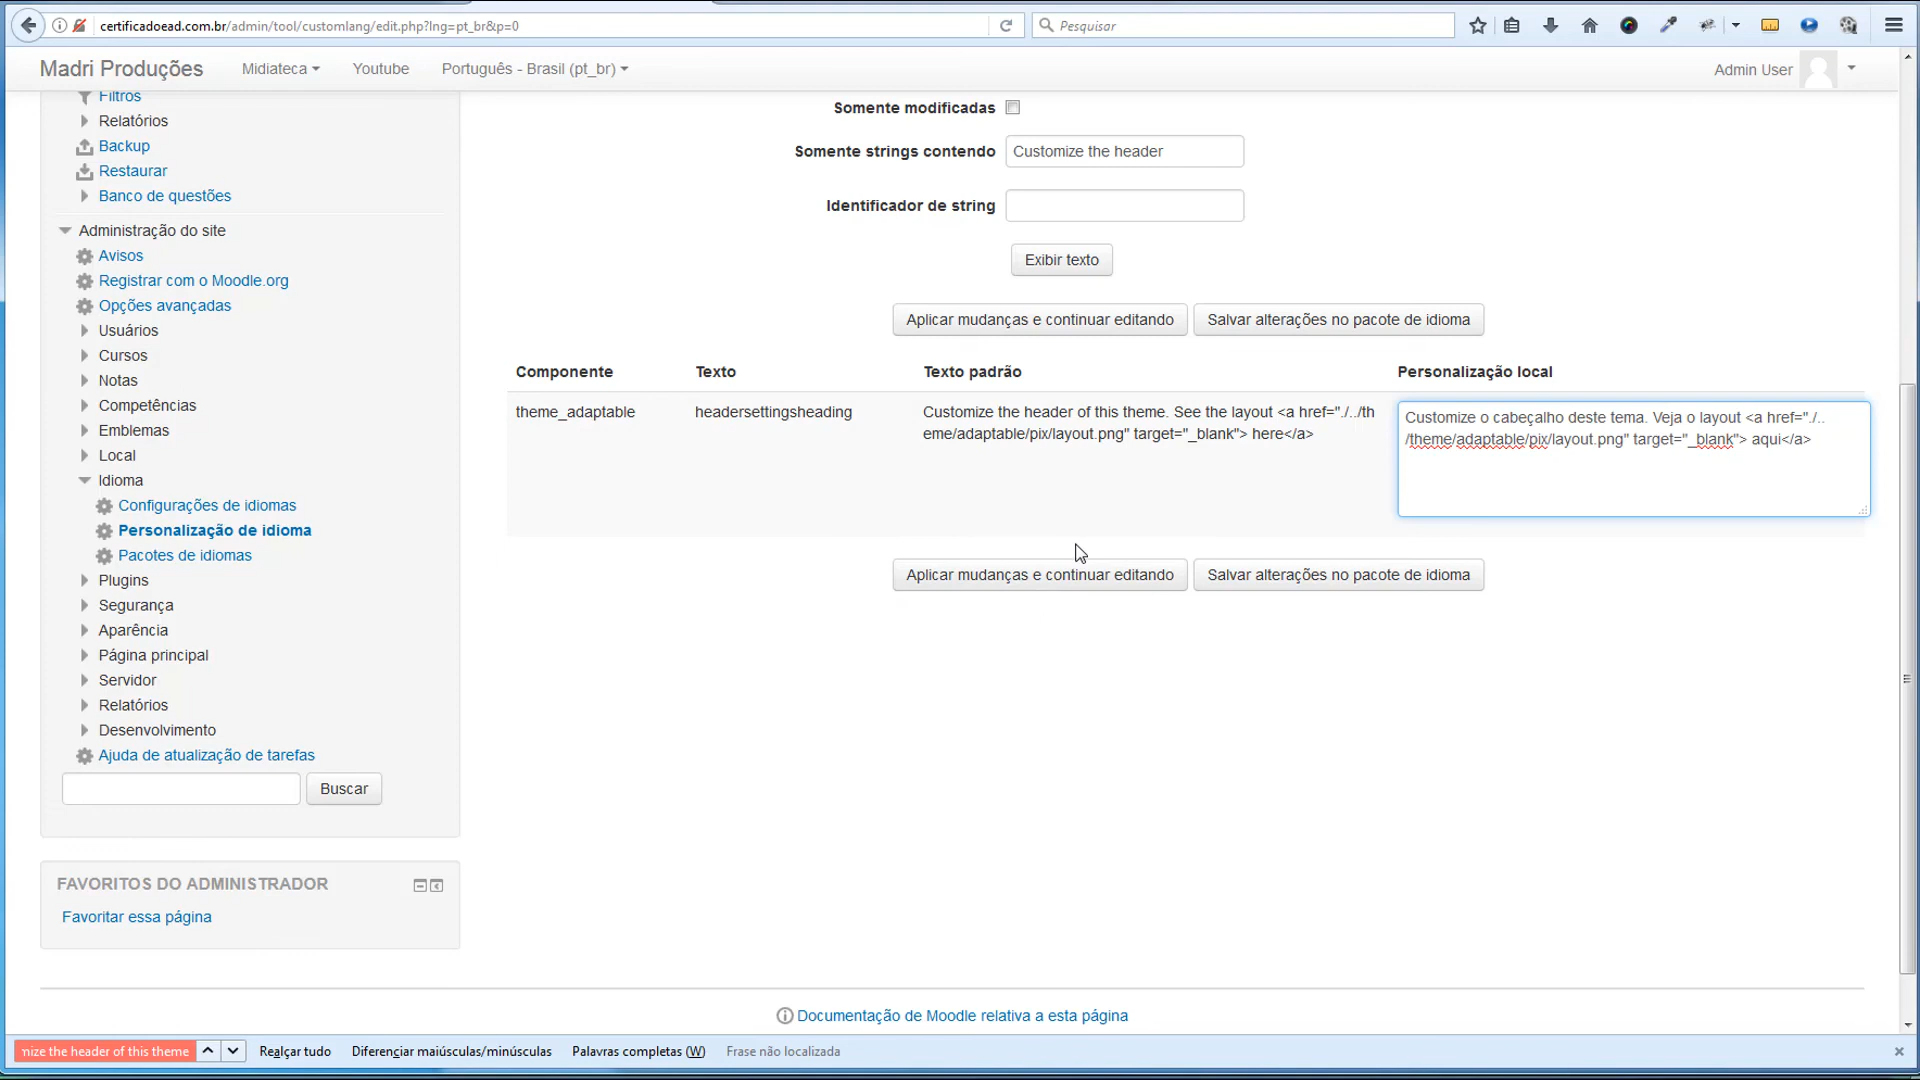 certificadoead.com.br/admin/tool/customlang/edit.php?lng=pt_br&p=0
Pesquisar
Madri Produções
Midiateca
Youtube
Português - Brasil (pt_br)
Admin User
Filtros
Relatórios
Backup
Restaurar
Banco de questões
Administração do site
Avisos
Registrar com o Moodle.org
Opções avançadas
Usuários
Cursos
Notas
Competências
Emblemas
Local
Idioma
Configurações de idiomas
Personalização de idioma
Pacotes de idiomas
Plugins
Segurança
Aparência
Página principal
Servidor
Relatórios
Desenvolvimento
Ajuda de atualização de tarefas
Buscar
FAVORITOS DO ADMINISTRADOR
Favoritar essa página
Somente modificadas
Somente strings contendo
Customize the header
Identificador de string
Exibir texto
Aplicar mudanças e continuar editando
Salvar alterações no pacote de idioma
Componente
Texto
Texto padrão
Personalização local
theme_adaptable
headersettingsheading
Customize the header of this theme. See the layout <a href="./../th
eme/adaptable/pix/layout.png" target="_blank"> here</a>
Customize o cabeçalho deste tema. Veja o layout <a href="./..
/theme/adaptable/pix/layout.png" target="_blank"> aqui</a>
Aplicar mudanças e continuar editando
Salvar alterações no pacote de idioma
Documentação de Moodle relativa a esta página
mize the header of this theme
Realçar tudo
Diferenciar maiúsculas/minúsculas
Palavras completas (W)
Frase não localizada